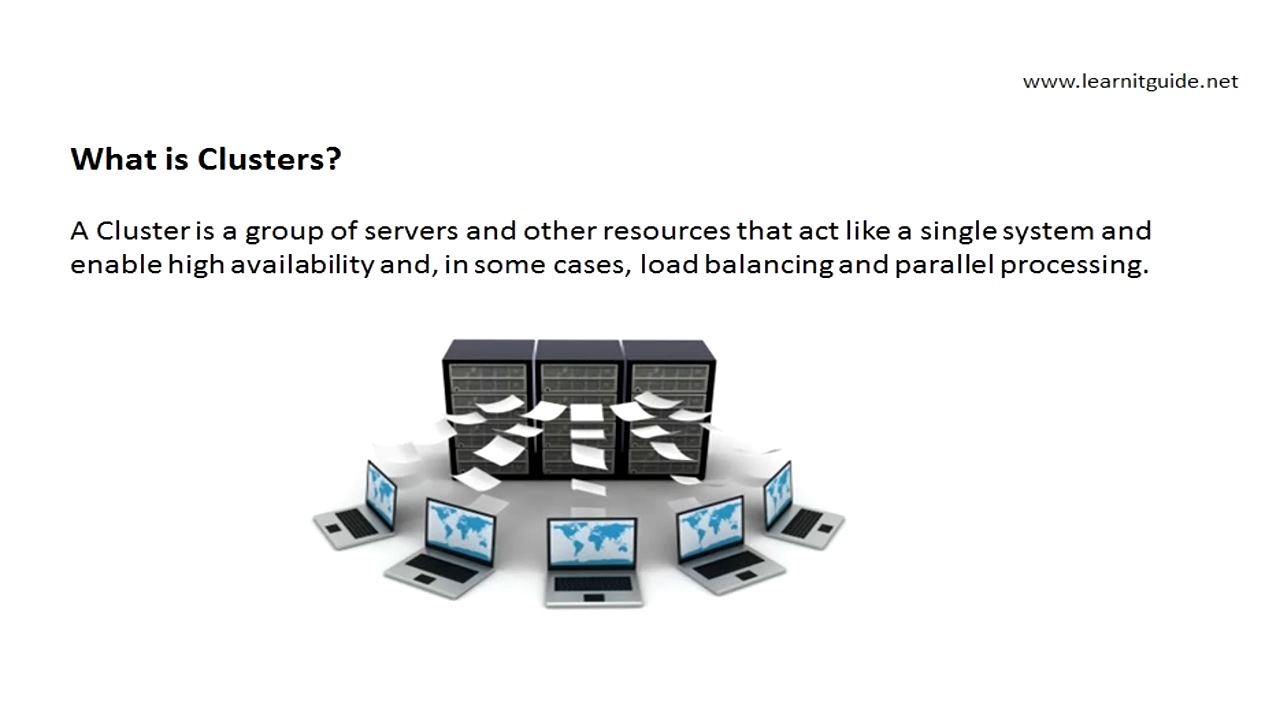 www.learnitguide.net
What is Clusters?
A Cluster is a group of servers and other resources that act like a single system and
enable high availability and, in some cases, load balancing and parallel processing.